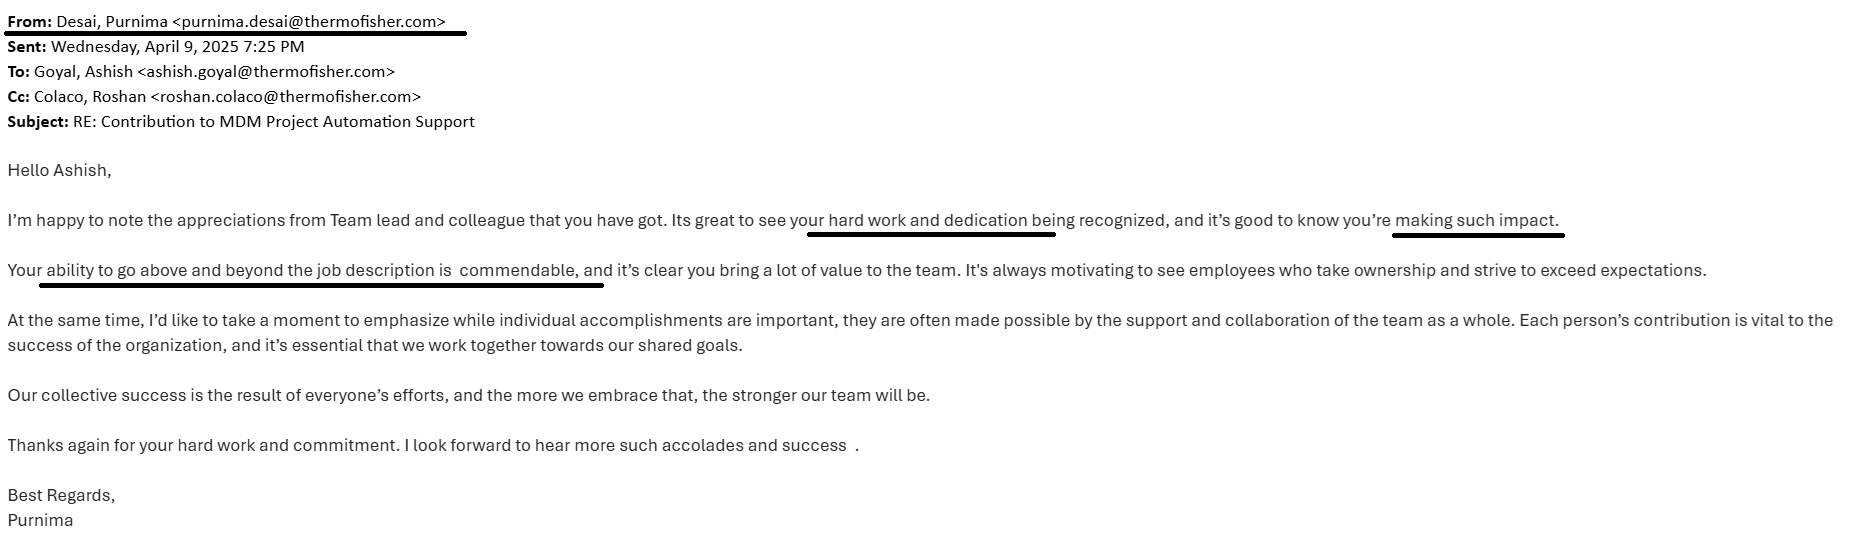 From: Desai, Purnima <purnima.desai@thermofisher.com>
Sent: Wednesday, April 9, 2025 7:25 PM
To: Goyal, Ashish <ashish.goyal@thermofisher.com>
Cc: Colaco, Roshan <roshan.colaco@thermofisher.com>
Subject: RE: Contribution to MDM Project Automation Support
Hello Ashish,
I’m happy to note the appreciations from Team lead and colleague that you have got. Its great to see your hard work and dedication being recognized, and it’s good to know you’re making such impact.
Your ability to go above and beyond the job description is  commendable, and it’s clear you bring a lot of value to the team. It's always motivating to see employees who take ownership and strive to exceed expectations.
At the same time, I’d like to take a moment to emphasize while individual accomplishments are important, they are often made possible by the support and collaboration of the team as a whole. Each person’s contribution is vital to the
success of the organization, and it’s essential that we work together towards our shared goals.
Our collective success is the result of everyone’s efforts, and the more we embrace that, the stronger our team will be.
Thanks again for your hard work and commitment. I look forward to hear more such accolades and success  .
Best Regards,
Purnima